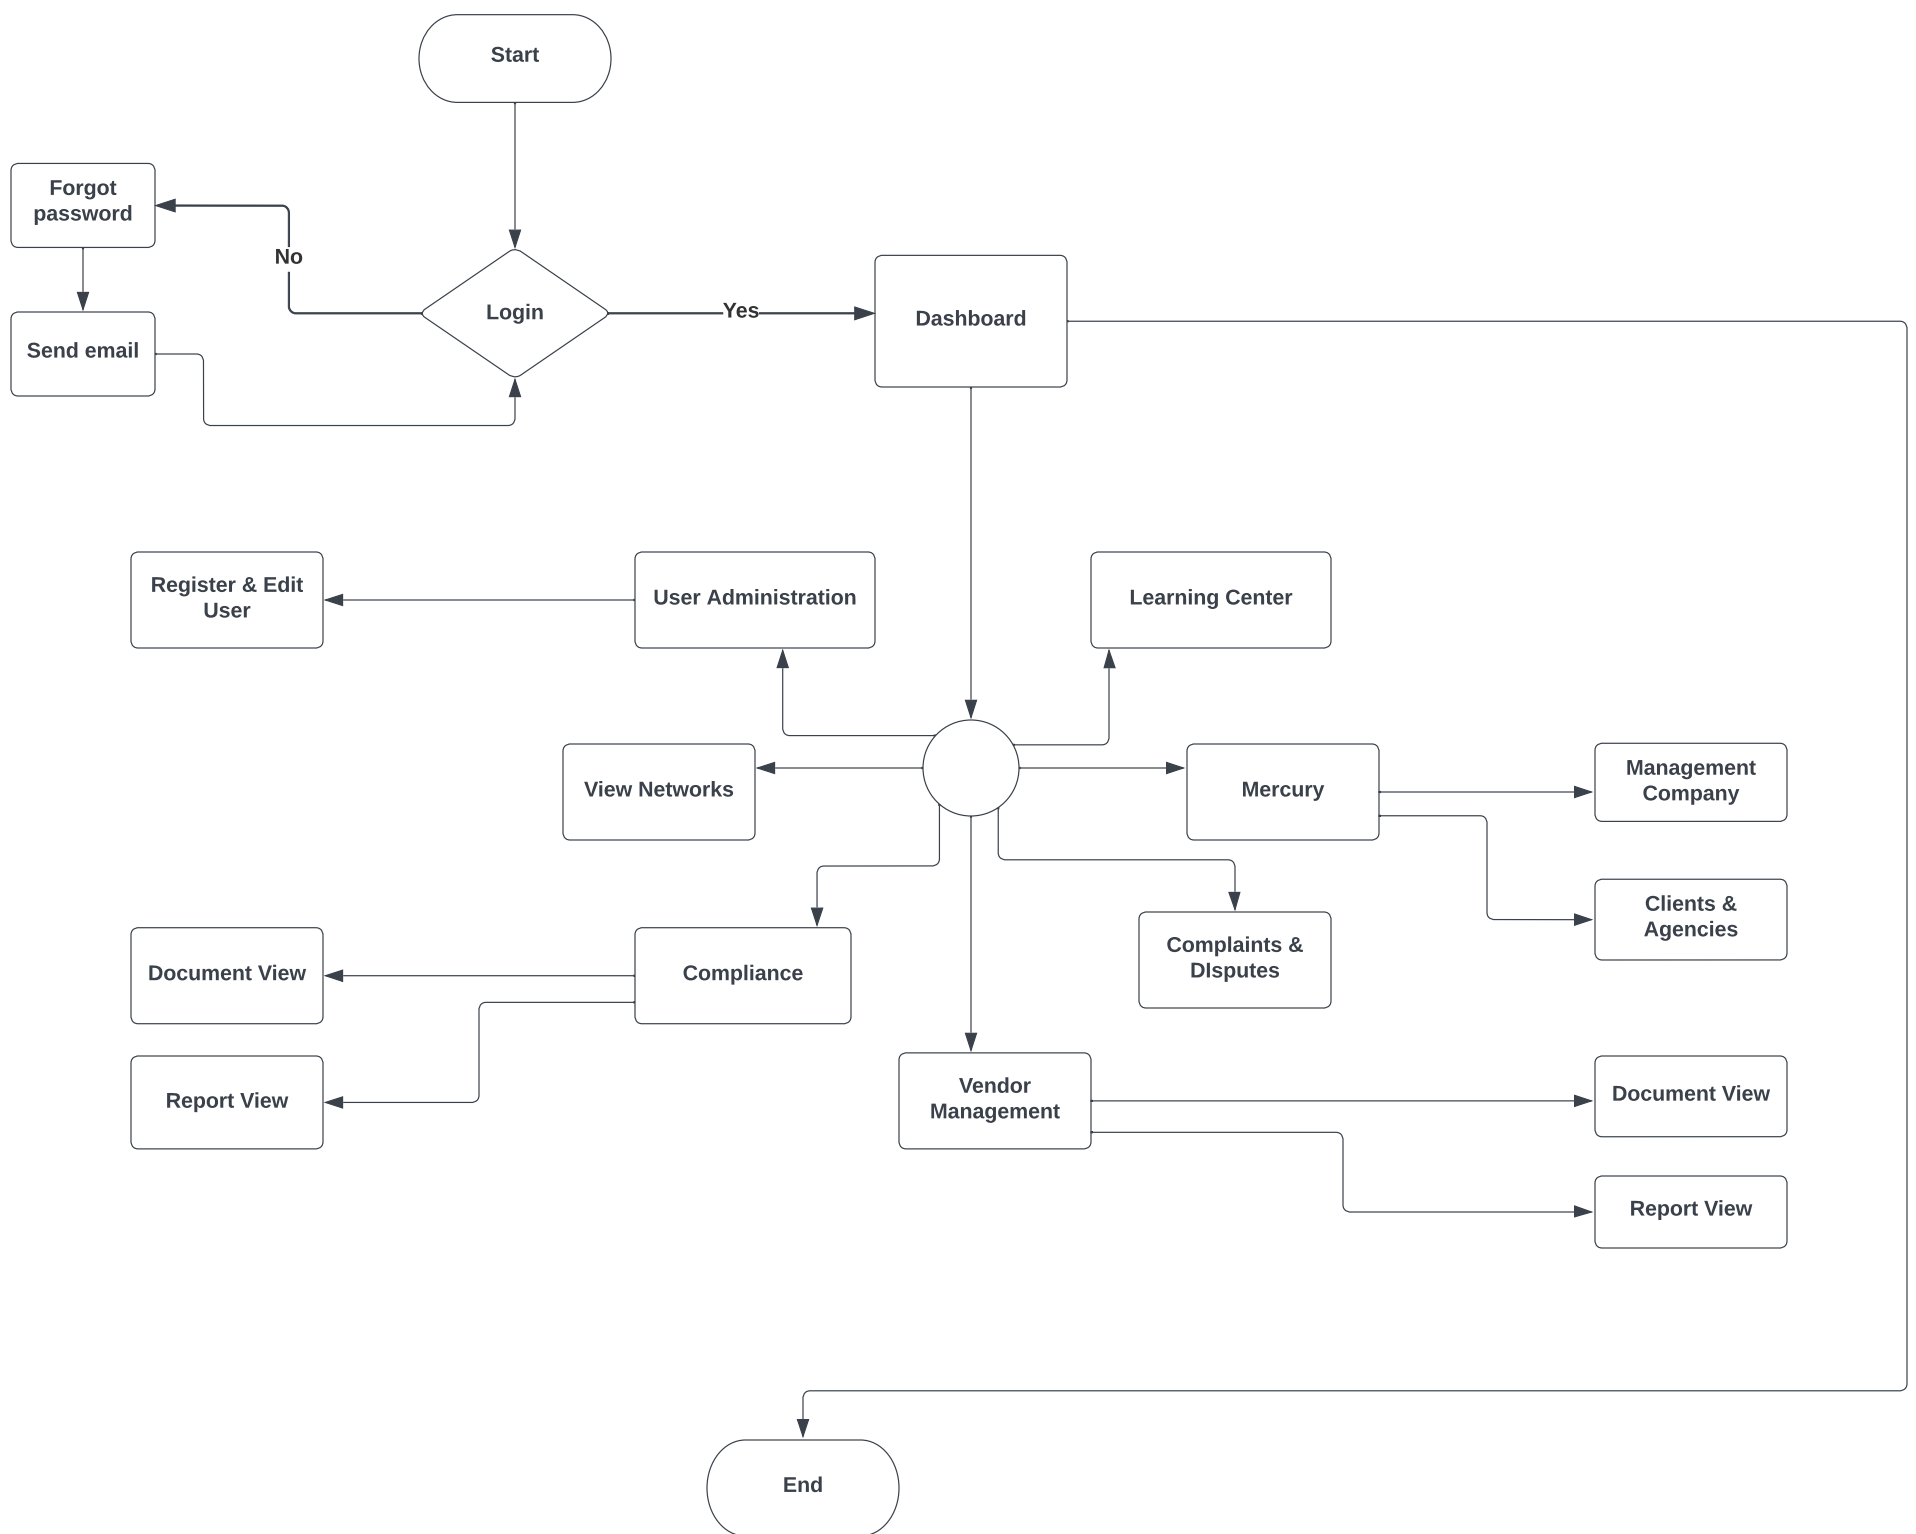 Start
Forgot
password
No
Login
Yes
Dashboard
Send email
Register & Edit
User
User Administration
Learning Center
View Networks
Mercury
Management
Company
Clients &
Agencies
Document View
Compliance
Complaints &
DIsputes
Report View
Vendor
Management
Document View
Report View
End